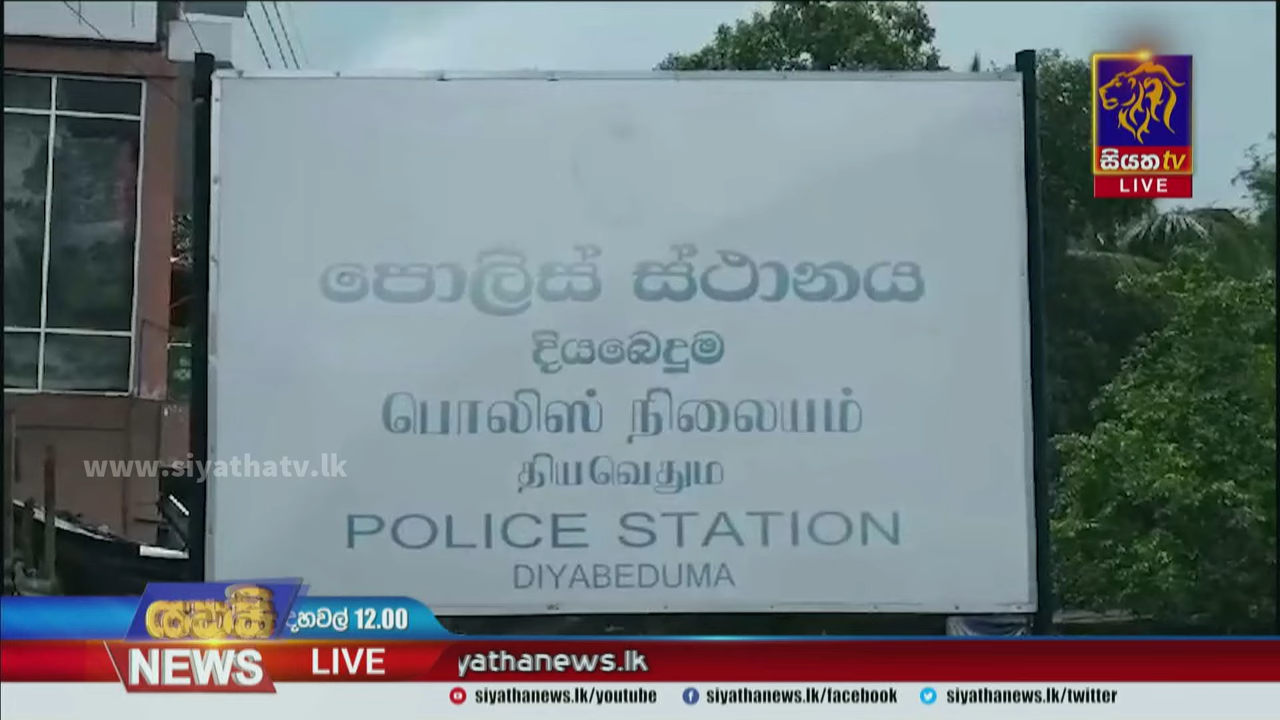 සියත tv
LIVE
පොලිස් ස්ථානය
දියබෙදුම
பொலிஸ் நிலையம்
தியவெதும
www.siyathatv.lk
POLICE STATION
DIYABEDUMA
දහවල් 12.00
NEWS LIVE yathanews.lk
siyathanews.lk/youtube siyathanews.lk/facebook siyathanews.lk/twitter